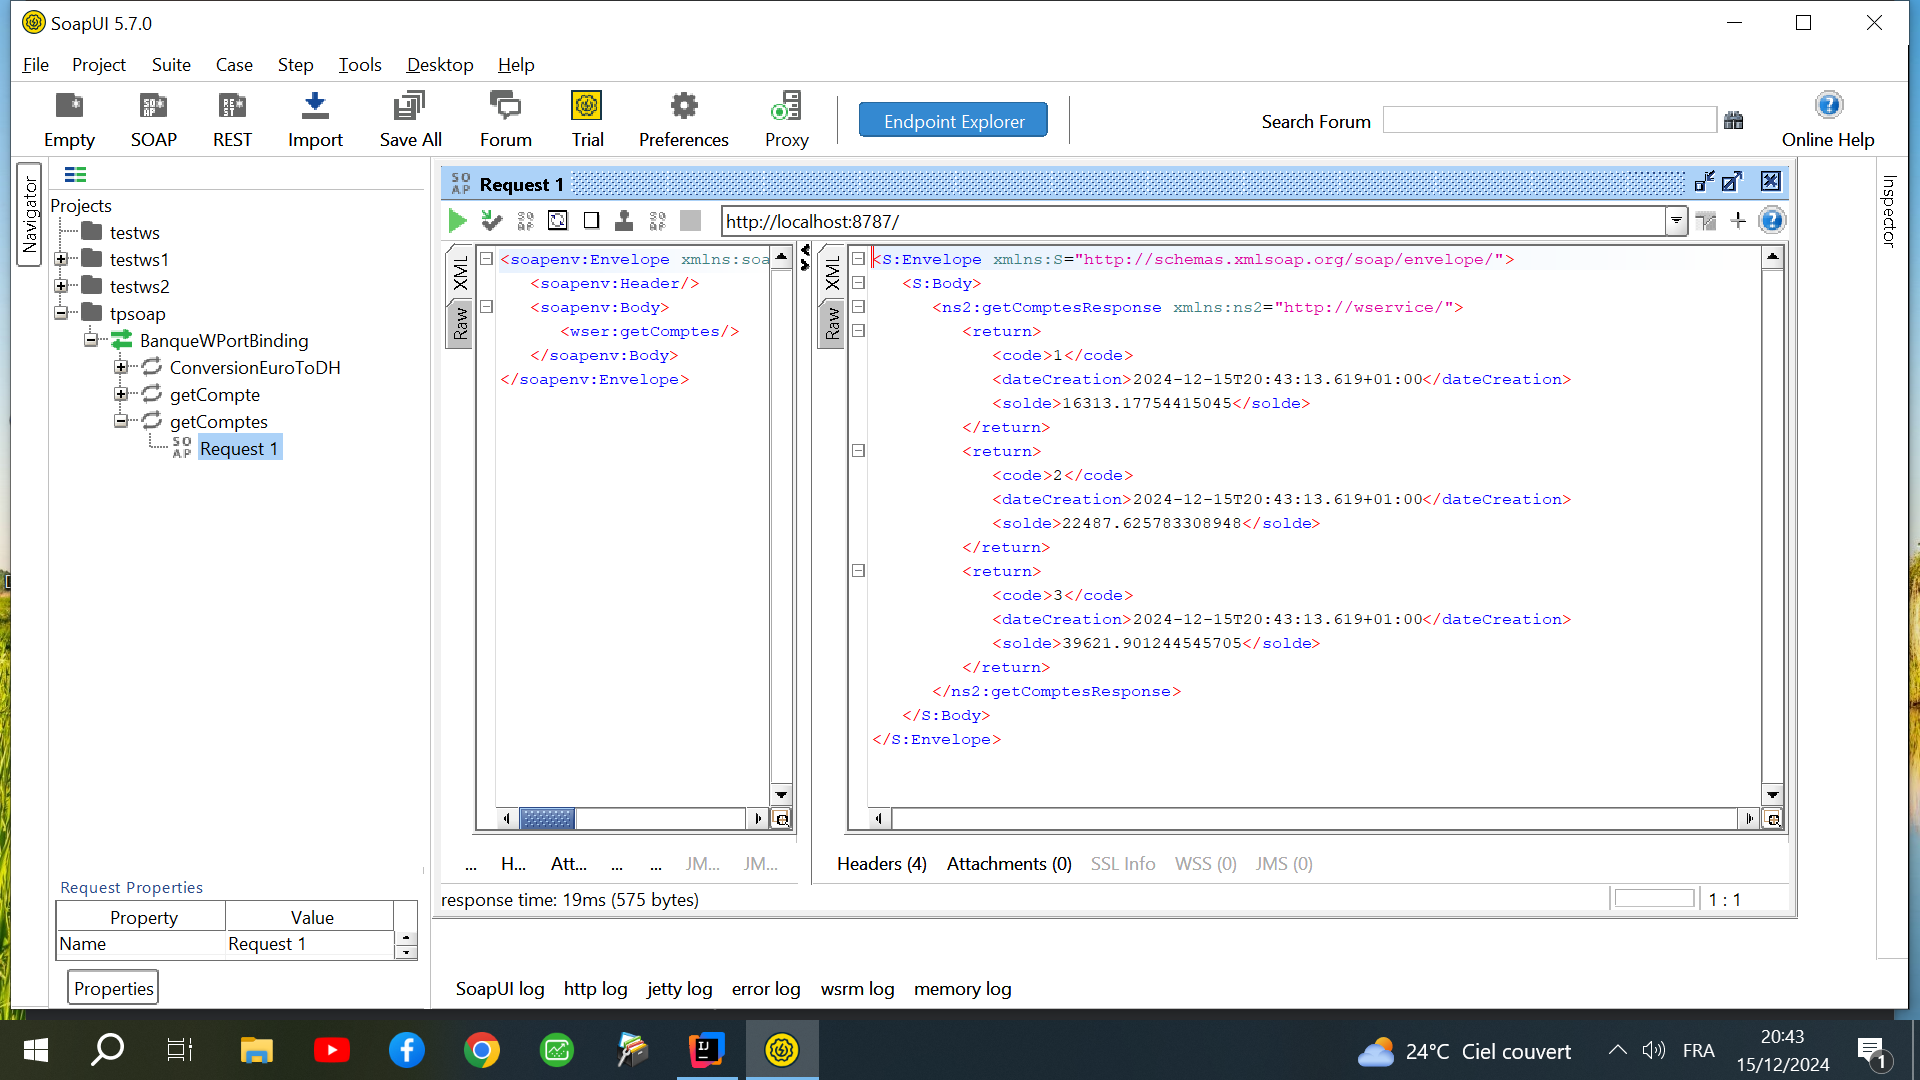 SoapUI 5.7.0
File Project Suite Case Step Tools Desktop Help
Empty SOAP REST Import Save All Forum Trial Preferences Proxy Endpoint Explorer Search Forum Online Help
Navigator
Inspector
Projects
testws
testws1
testws2
tpsoap
BanqueWPortBinding
ConversionEuroToDH
getCompte
getComptes
Request 1
Request Properties
Property Value
Name Request 1
Properties
Request 1
http://localhost:8787/
XML
Raw
<soapenv:Envelope xmlns:soa
<soapenv:Header/>
<soapenv:Body>
<wser:getComptes/>
</soapenv:Body>
</soapenv:Envelope>
... H... Att... ... ... JM... JM...
XML
Raw
<S:Envelope xmlns:S="http://schemas.xmlsoap.org/soap/envelope/">
<S:Body>
<ns2:getComptesResponse xmlns:ns2="http://wservice/">
<return>
<code>1</code>
<dateCreation>2024-12-15T20:43:13.619+01:00</dateCreation>
<solde>16313.17754415045</solde>
</return>
<return>
<code>2</code>
<dateCreation>2024-12-15T20:43:13.619+01:00</dateCreation>
<solde>22487.625783308948</solde>
</return>
<return>
<code>3</code>
<dateCreation>2024-12-15T20:43:13.619+01:00</dateCreation>
<solde>39621.901244545705</solde>
</return>
</ns2:getComptesResponse>
</S:Body>
</S:Envelope>
Headers (4) Attachments (0) SSL Info WSS (0) JMS (0)
response time: 19ms (575 bytes)
1 : 1
SoapUI log http log jetty log error log wsrm log memory log
24°C Ciel couvert FRA
20:43
15/12/2024
1